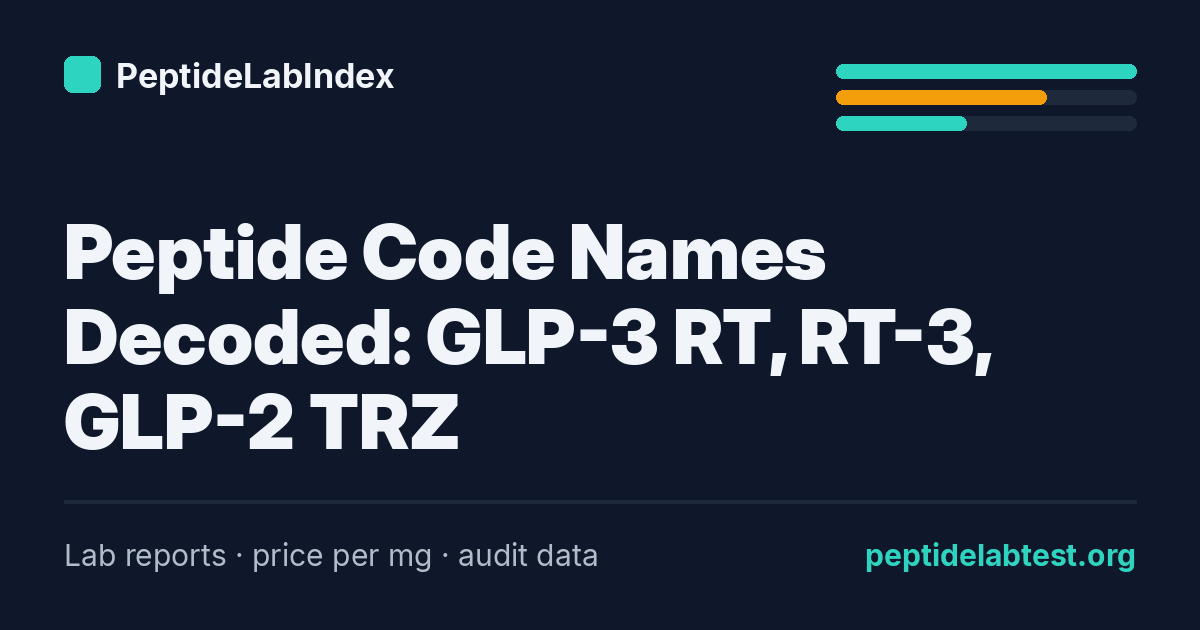 PeptideLabIndex
Peptide Code Names
Decoded: GLP-3 RT, RT-3,
GLP-2 TRZ
Lab reports · price per mg · audit data
peptidelabtest.org